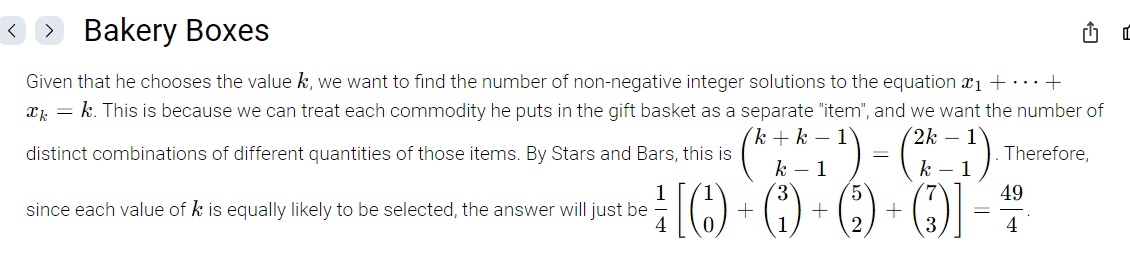 Bakery Boxes
Given that he chooses the value k, we want to find the number of non-negative integer solutions to the equation x₁ + ⋯ +
xₖ = k. This is because we can treat each commodity he puts in the gift basket as a separate "item", and we want the number of
distinct combinations of different quantities of those items. By Stars and Bars, this is \binom{k + k − 1}{k − 1} = \binom{2k − 1}{k − 1}. Therefore,
since each value of k is equally likely to be selected, the answer will just be \frac{1}{4} [\binom{1}{0} + \binom{3}{1} + \binom{5}{2} + \binom{7}{3}] = \frac{49}{4}.